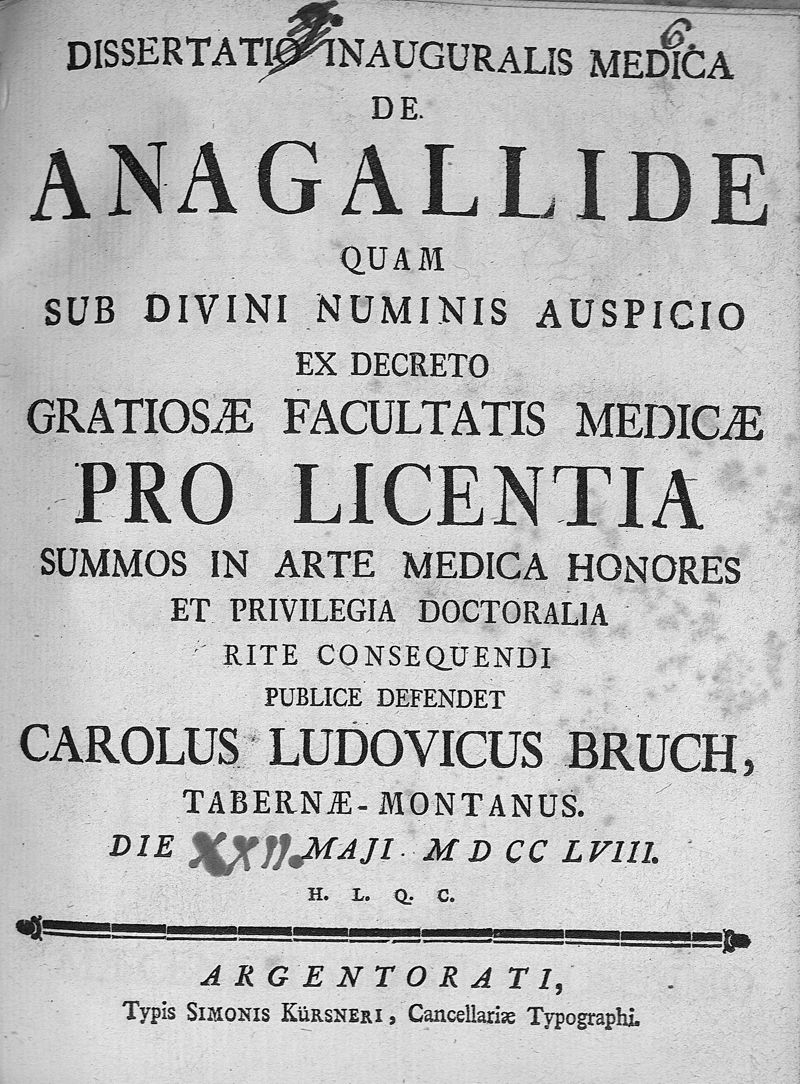 6.
DISSERTATIO INAUGURALIS MEDICA
DE
ANAGALLIDE
QUAM
SUB DIVINI NUMINIS AUSPICIO
EX DECRETO
GRATIOSÆ FACULTATIS MEDICÆ
PRO LICENTIA
SUMMOS IN ARTE MEDICA HONORES
ET PRIVILEGIA DOCTORALIA
RITE CONSEQUENDI
PUBLICE DEFENDET
CAROLUS LUDOVICUS BRUCH,
TABERNÆ-MONTANUS.
DIE XXII. MAJI. MDCCLVIII.
H. L. Q. C.
ARGENTORATI,
Typis SIMONIS KÜRSNERI, Cancellariæ Typographi.